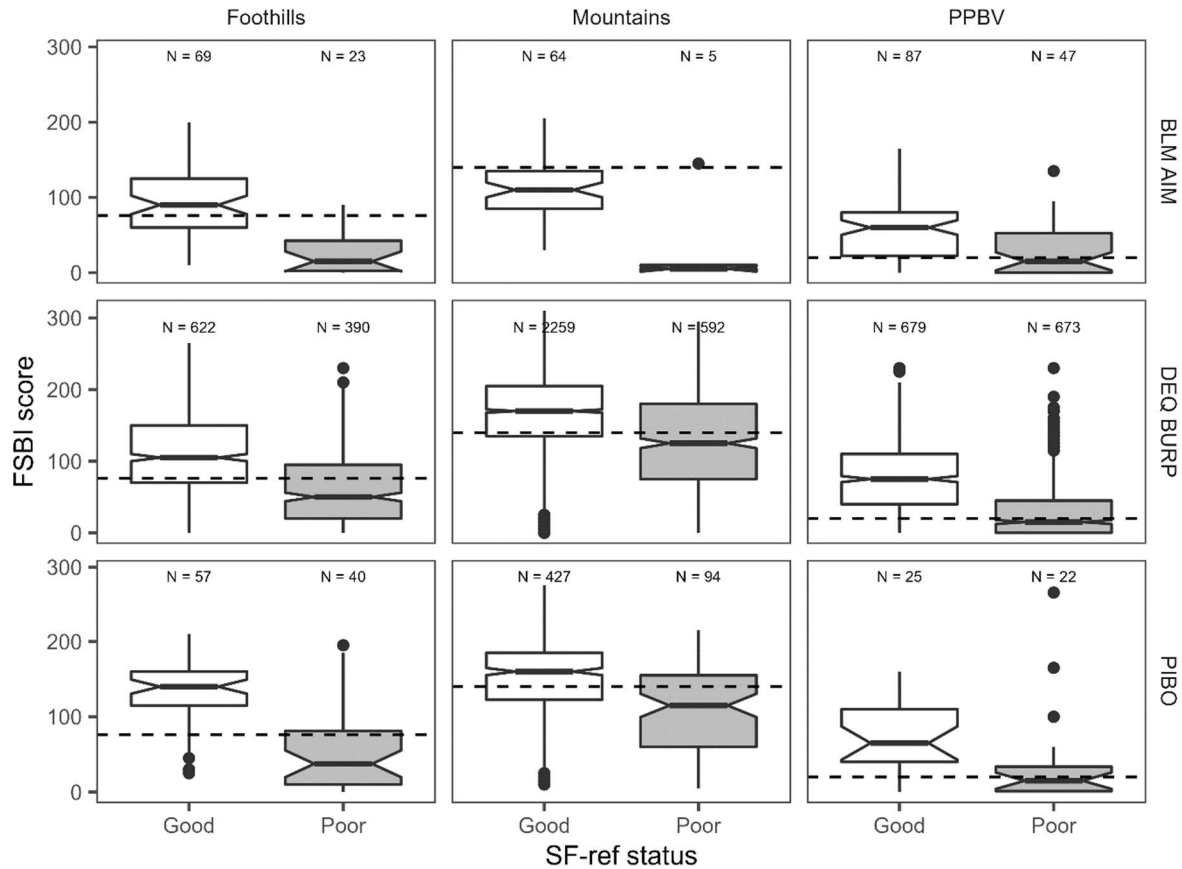 Foothills Mountains PPBV
300 N = 69 N = 23 N = 64 N = 5 N = 87 N = 47
200
BLM AIM
100
0
300 N = 622 N = 390 N = 2259 N = 592 N = 679 N = 673
200
DEQ BURP
FSBI score
100
0
300 N = 57 N = 40 N = 427 N = 94 N = 25 N = 22
200
PIBO
100
0
Good Poor Good Poor Good Poor
SF-ref status